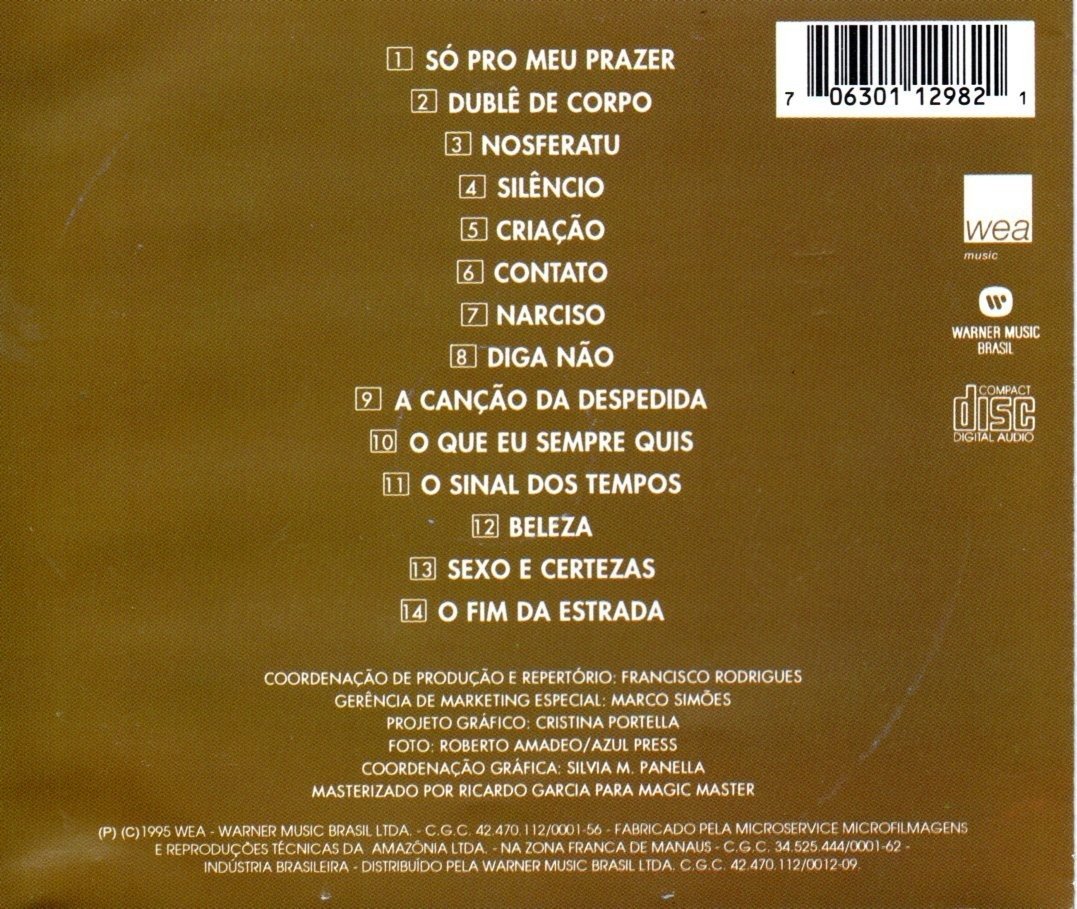 1 SÓ PRO MEU PRAZER
2 DUBLÊ DE CORPO
3 NOSFERATU
4 SILÊNCIO
5 CRIAÇÃO
6 CONTATO
7 NARCISO
8 DIGA NÃO
9 A CANÇÃO DA DESPEDIDA
10 O QUE EU SEMPRE QUIS
11 O SINAL DOS TEMPOS
12 BELEZA
13 SEXO E CERTEZAS
14 O FIM DA ESTRADA
7 06301 12982 1
wea
music
WARNER MUSIC
BRASIL
COMPACT
disc
DIGITAL AUDIO
COORDENAÇÃO DE PRODUÇÃO E REPERTÓRIO: FRANCISCO RODRIGUES
GERÊNCIA DE MARKETING ESPECIAL: MARCO SIMÕES
PROJETO GRÁFICO: CRISTINA PORTELLA
FOTO: ROBERTO AMADEO/AZUL PRESS
COORDENAÇÃO GRÁFICA: SILVIA M. PANELLA
MASTERIZADO POR RICARDO GARCIA PARA MAGIC MASTER
(P) (C)1995 WEA - WARNER MUSIC BRASIL LTDA. - C.G.C. 42.470.112/0001-56 - FABRICADO PELA MICROSERVICE MICROFILMAGENS
E REPRODUÇÕES TÉCNICAS DA AMAZÔNIA LTDA. - NA ZONA FRANCA DE MANAUS - C.G.C. 34.525.444/0001-62 -
INDÚSTRIA BRASILEIRA - DISTRIBUÍDO PELA WARNER MUSIC BRASIL LTDA. C.G.C. 42.470.112/0012-09.